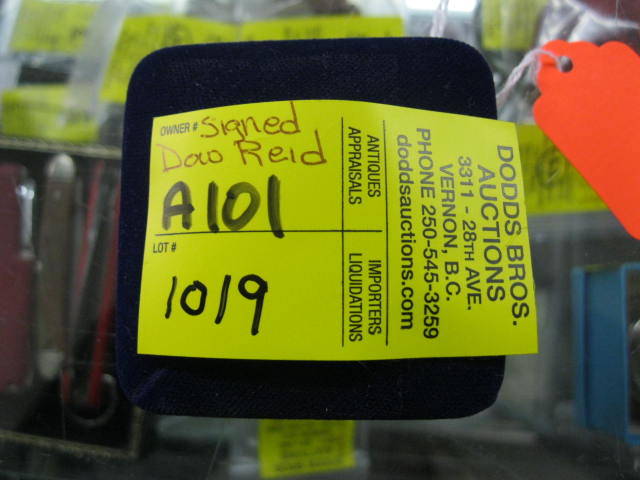 OWNER # Signed
Dow Reid
A101
LOT #
1019
ANTIQUES
APPRAISALS
IMPORTERS
LIQUIDATIONS
DODDS BROS.
AUCTIONS
3311 - 28TH AVE.
VERNON, B.C.
PHONE 250-545-3259
doddsauctions.com